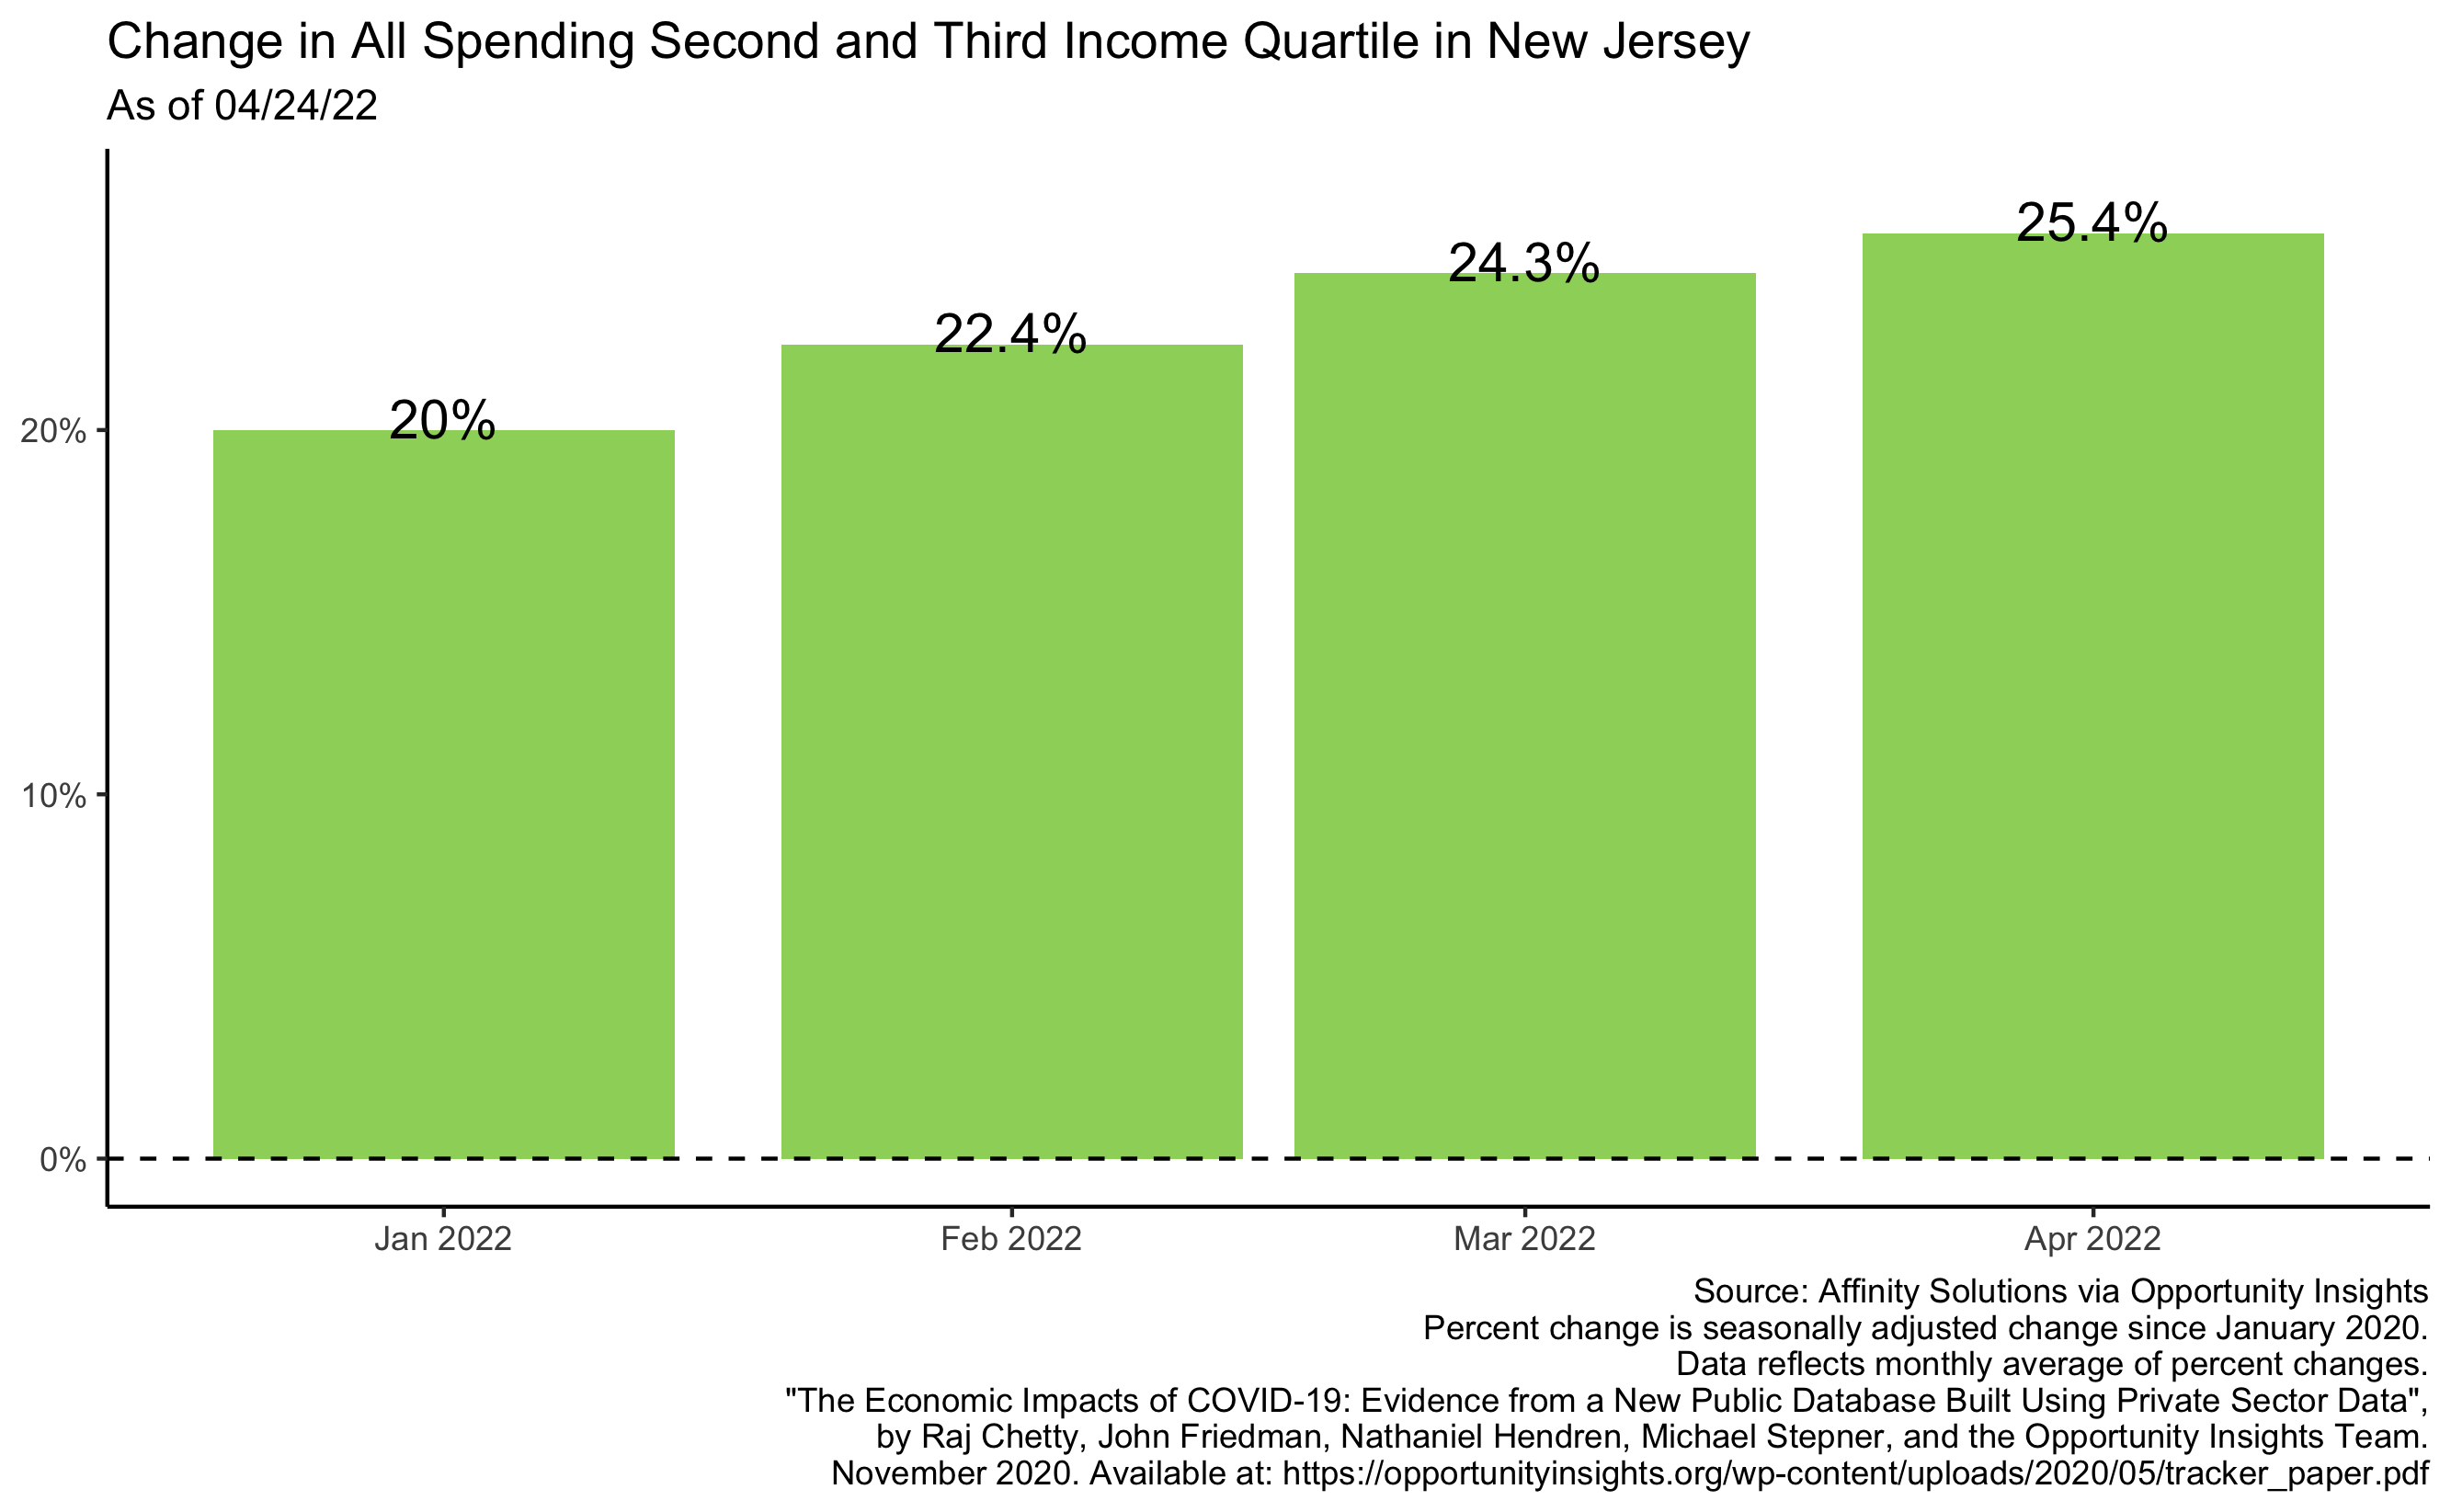 Change in All Spending Second and Third Income Quartile in New Jersey
As of 04/24/22
25.4%
24.3%
22.4%
20%
20%
10%
0%
Jan 2022
Feb 2022
Mar 2022
Apr 2022
Source: Affinity Solutions via Opportunity Insights
Percent change is seasonally adjusted change since January 2020.
Data reflects monthly average of percent changes.
"The Economic Impacts of COVID-19: Evidence from a New Public Database Built Using Private Sector Data",
by Raj Chetty, John Friedman, Nathaniel Hendren, Michael Stepner, and the Opportunity Insights Team.
November 2020. Available at: https://opportunityinsights.org/wp-content/uploads/2020/05/tracker_paper.pdf